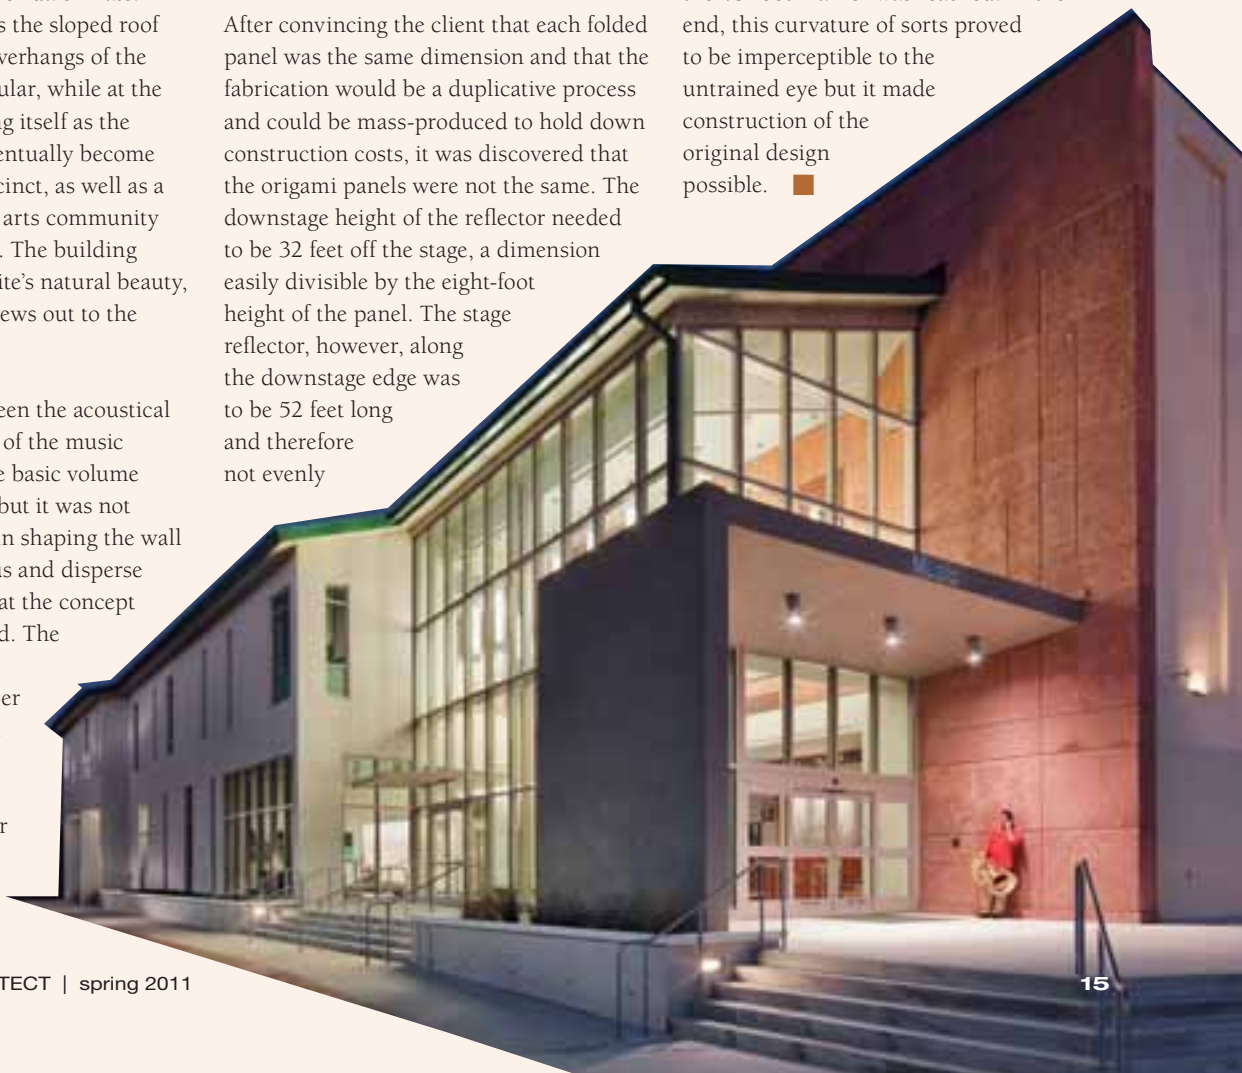 s the sloped roof
verhangs of the
ular, while at the
g itself as the
entually become
cinct, as well as a
arts community
. The building
ite's natural beauty,
ews out to the
een the acoustical
of the music
e basic volume
but it was not
n shaping the wall
us and disperse
at the concept
d. The
er
r
After convincing the client that each folded
panel was the same dimension and that the
fabrication would be a duplicative process
and could be mass-produced to hold down
construction costs, it was discovered that
the origami panels were not the same. The
downstage height of the reflector needed
to be 32 feet off the stage, a dimension
easily divisible by the eight-foot
height of the panel. The stage
reflector, however, along
the downstage edge was
to be 52 feet long
and therefore
not evenly
end, this curvature of sorts proved
to be imperceptible to the
untrained eye but it made
construction of the
original design
possible.
Music
TECT | spring 2011
15